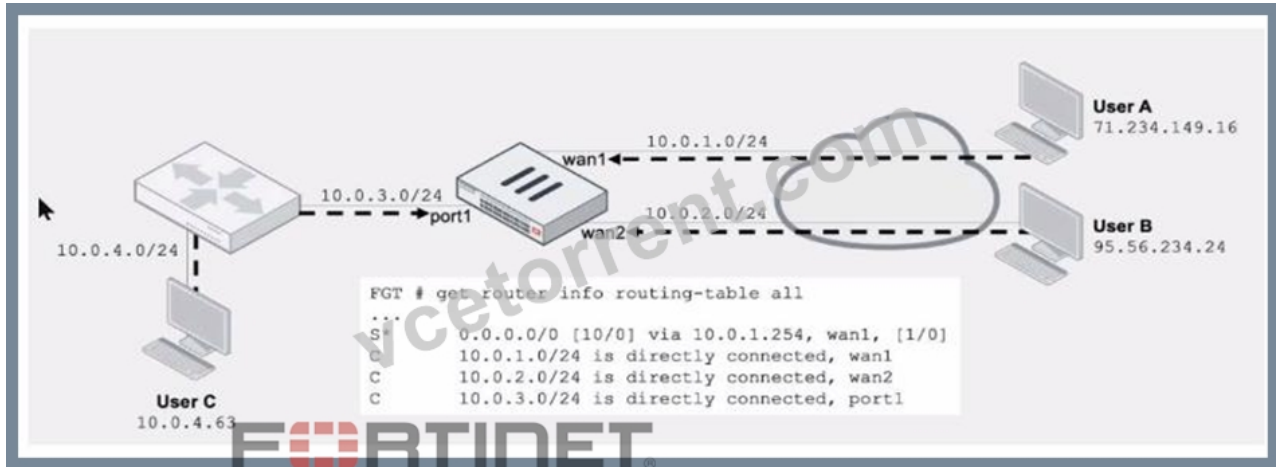 User A
71.234.149.16
10.0.1.0/24
wan1
10.0.3.0/24
port1
10.0.2.0/24
wan2
User B
95.56.234.24
10.0.4.0/24
FGT # get router info routing-table all
...
S* 0.0.0.0/0 [10/0] via 10.0.1.254, wan1, [1/0]
C 10.0.1.0/24 is directly connected, wan1
C 10.0.2.0/24 is directly connected, wan2
C 10.0.3.0/24 is directly connected, port1
User C
10.0.4.63
vcetorrent.com
FORTINET®